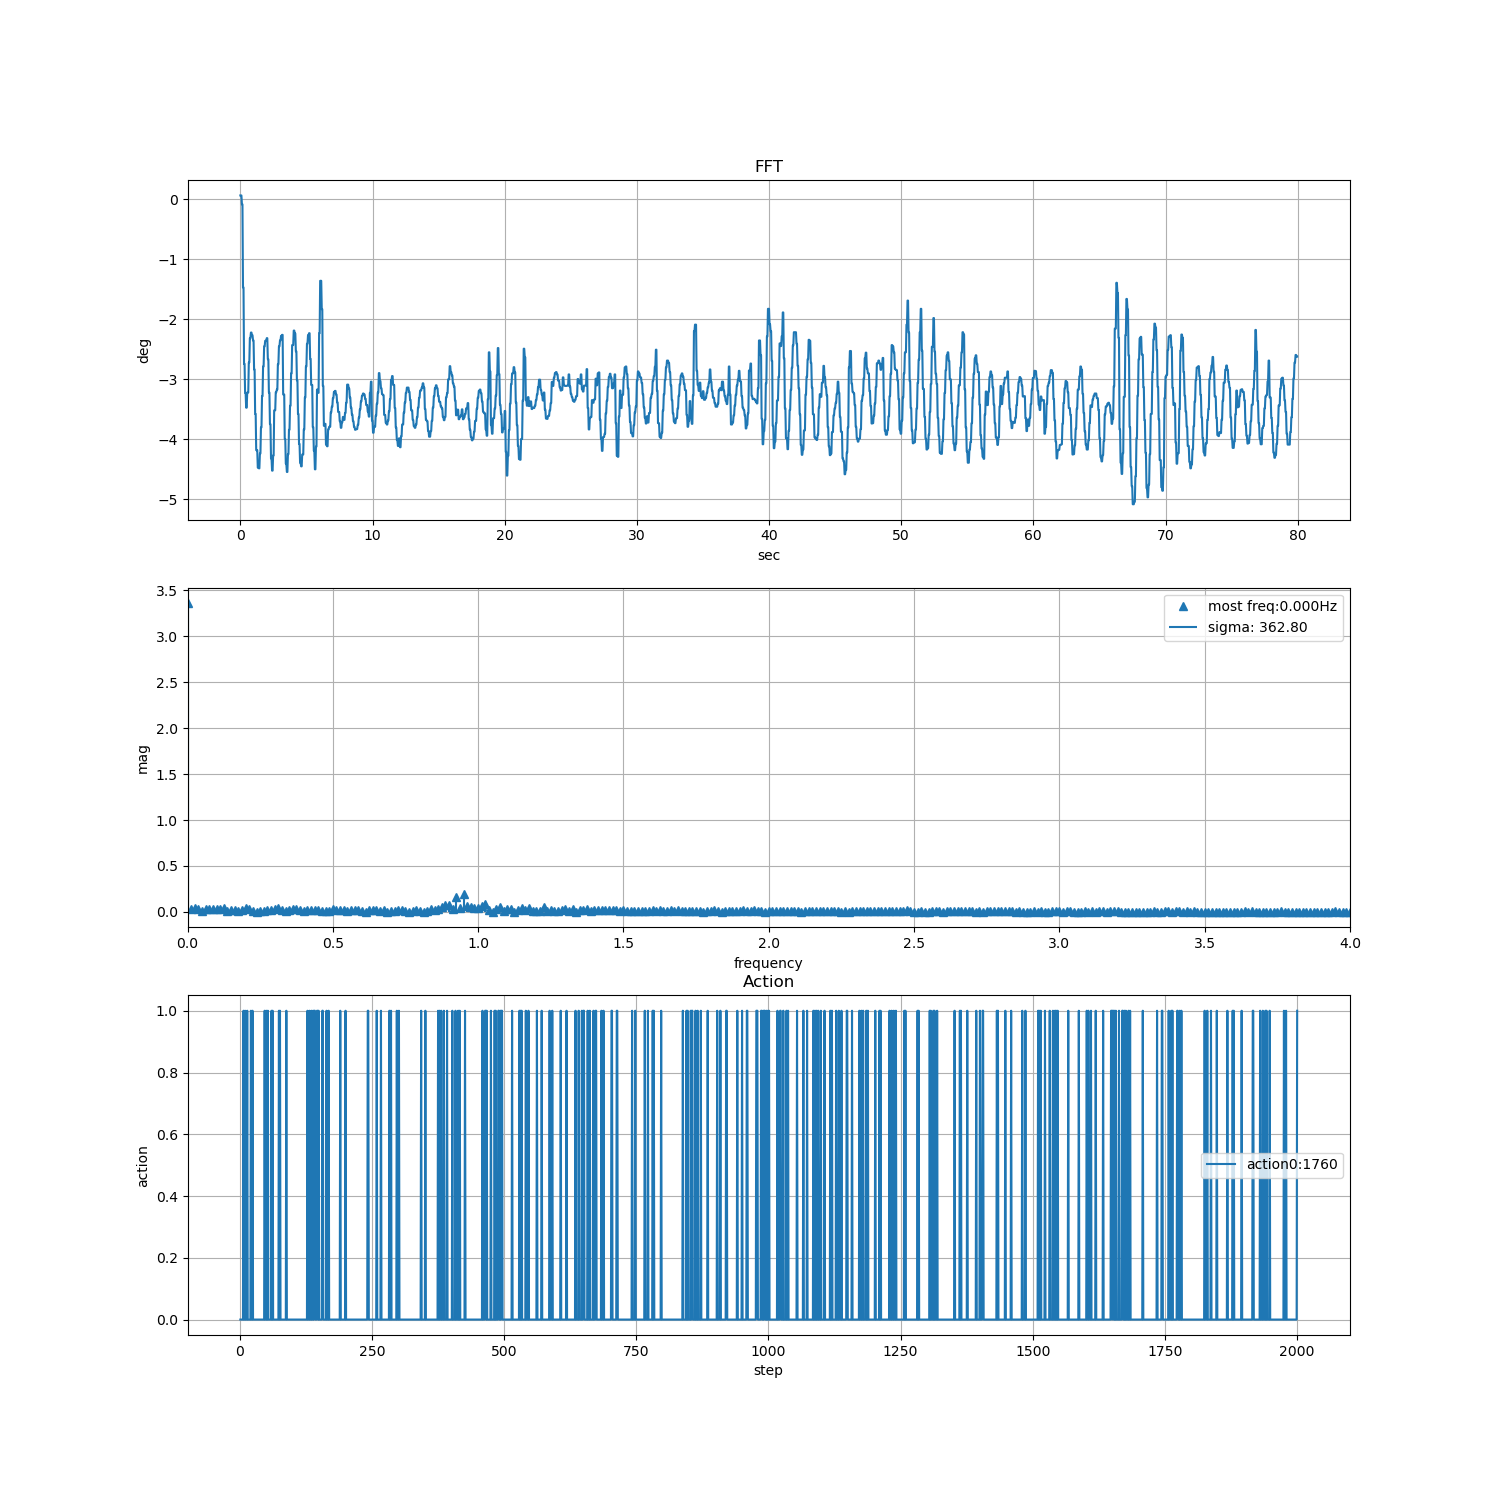 FFT
0
−1
−2
−3
−4
−5
deg
0 10 20 30 40 50 60 70 80
sec
3.5
3.0
2.5
2.0
1.5
1.0
0.5
0.0
mag
most freq:0.000Hz
sigma: 362.80
0.0 0.5 1.0 1.5 2.0 2.5 3.0 3.5 4.0
frequency
Action
1.0
0.8
0.6
0.4
0.2
0.0
action
action0:1760
0 250 500 750 1000 1250 1500 1750 2000
step